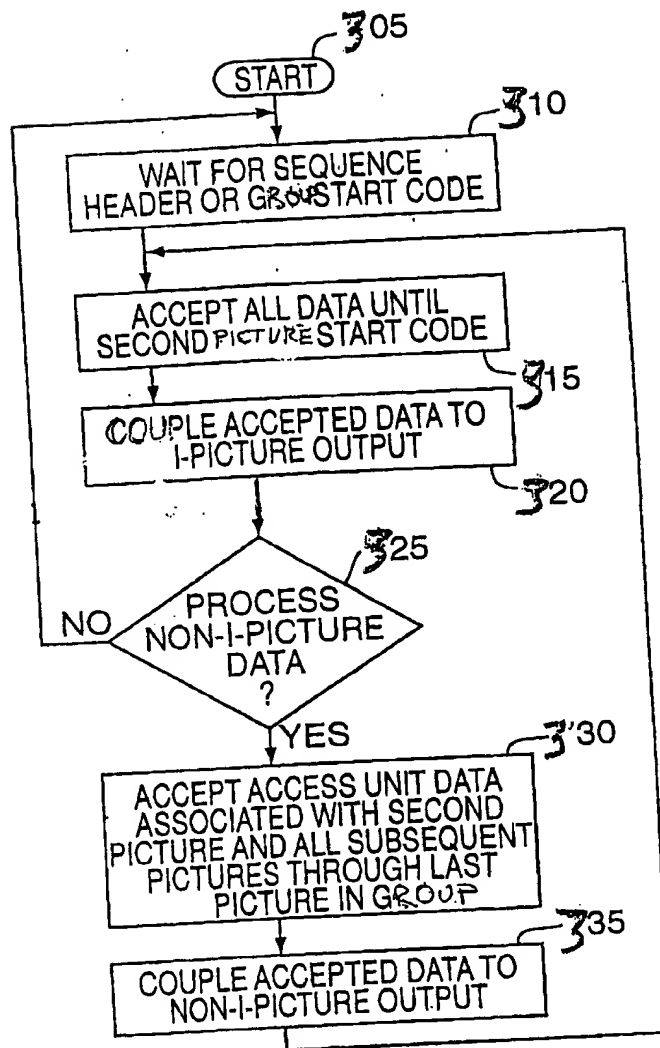 305
START
310
WAIT FOR SEQUENCE
HEADER OR GROUP START CODE
ACCEPT ALL DATA UNTIL
SECOND PICTURE START CODE
315
COUPLE ACCEPTED DATA TO
I-PICTURE OUTPUT
320
325
PROCESS
NON-I-PICTURE
DATA
?
NO
YES
330
ACCEPT ACCESS UNIT DATA
ASSOCIATED WITH SECOND
PICTURE AND ALL SUBSEQUENT
PICTURES THROUGH LAST
PICTURE IN GROUP
335
COUPLE ACCEPTED DATA TO
NON-I-PICTURE OUTPUT